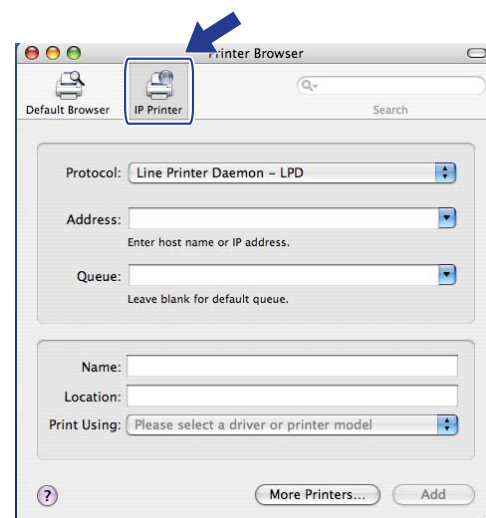 Printer Browser
Default Browser
IP Printer
Search
Protocol: Line Printer Daemon – LPD
Address:
Enter host name or IP address.
Queue:
Leave blank for default queue.
Name:
Location:
Print Using: Please select a driver or printer model
? More Printers... Add